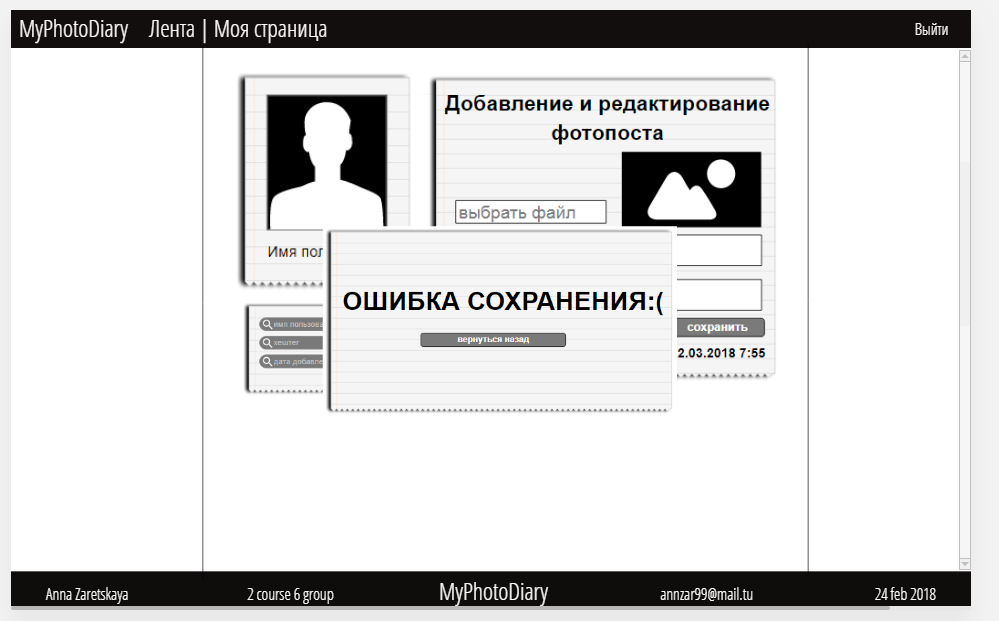 MyPhotoDiary Лента | Моя страница Выйти
Добавление и редактирование
фотопоста
выбрать файл
Имя пол
ОШИБКА СОХРАНЕНИЯ:(
вернуться назад
имя пользова
хештег
дата добавле
сохранить
2.03.2018 7:55
Anna Zaretskaya 2 course 6 group MyPhotoDiary annzar99@mail.tu 24 feb 2018